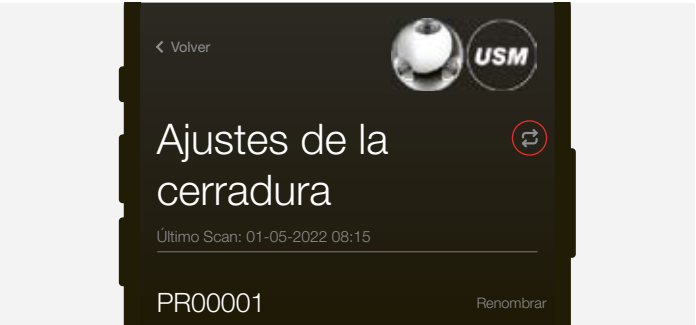 Volver
USM
Ajustes de la
cerradura
Último Scan: 01-05-2022 08:15
PR00001
Renombrar